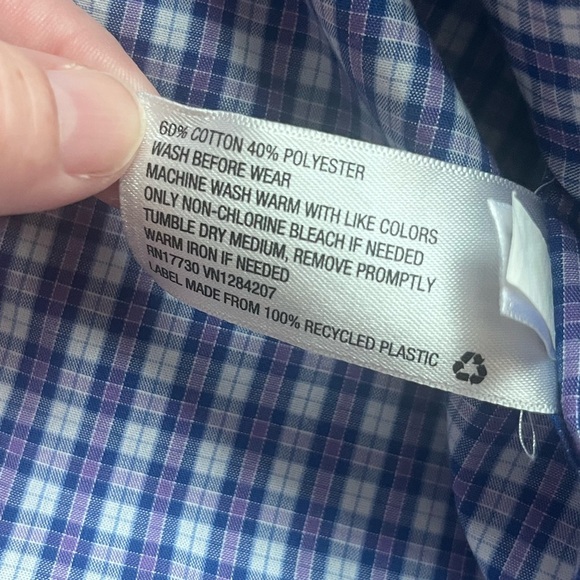 60% COTTON 40% POLYESTER
WASH BEFORE WEAR
MACHINE WASH WARM WITH LIKE COLORS
ONLY NON-CHLORINE BLEACH IF NEEDED
TUMBLE DRY MEDIUM, REMOVE PROMPTLY
WARM IRON IF NEEDED
RN17730 VN1284207
LABEL MADE FROM 100% RECYCLED PLASTIC